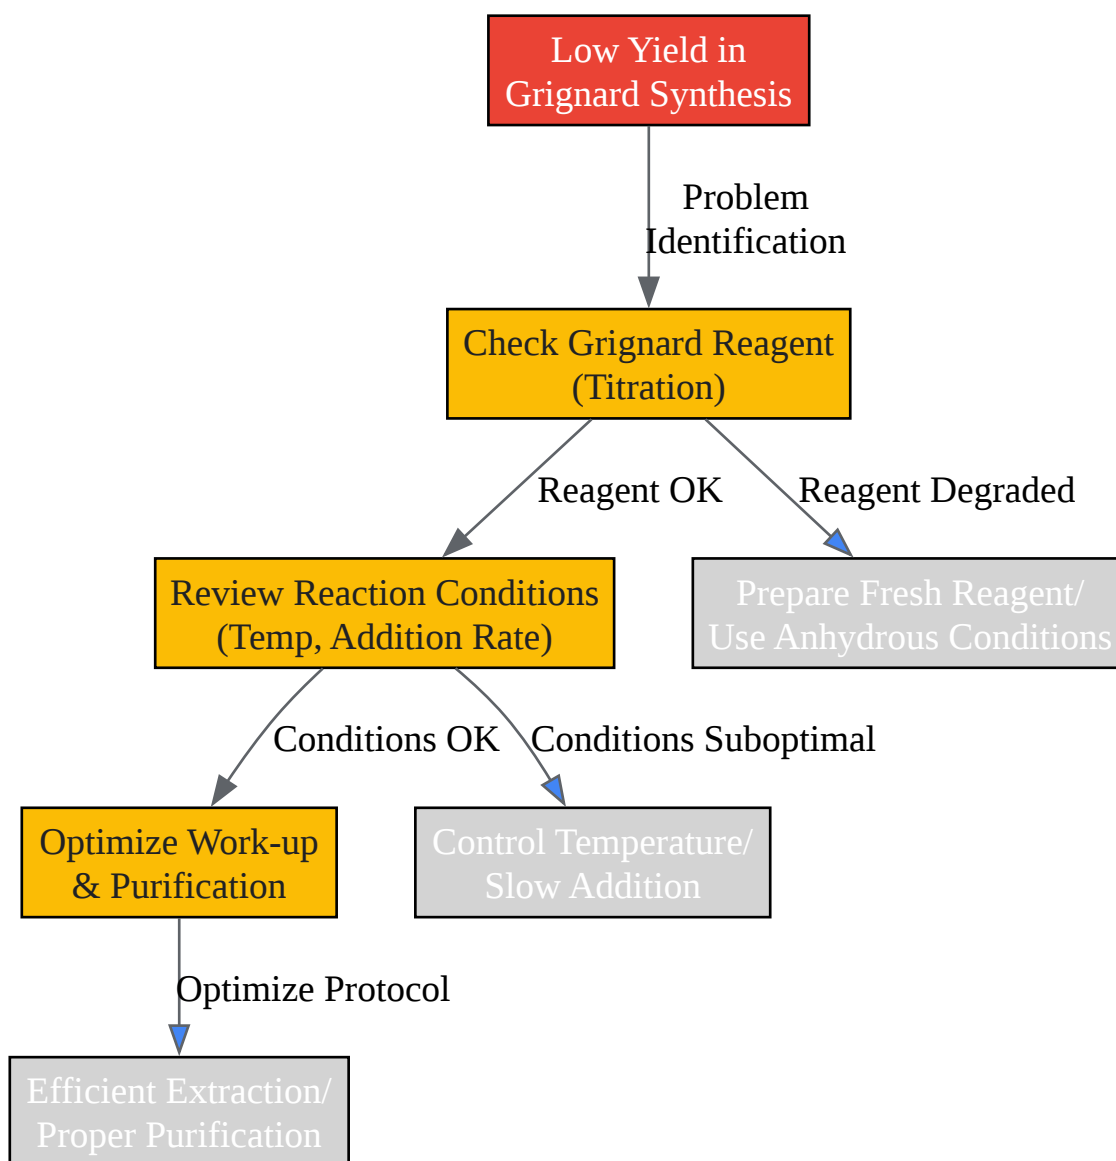 Low Yield in
Grignard Synthesis
Problem
Identification
Check Grignard Reagent
(Titration)
Reagent OK
Reagent Degraded
Review Reaction Conditions
(Temp, Addition Rate)
Prepare Fresh Reagent/
Use Anhydrous Conditions
Conditions OK
Conditions Suboptimal
Optimize Work-up
& Purification
Control Temperature/
Slow Addition
Optimize Protocol
Efficient Extraction/
Proper Purification